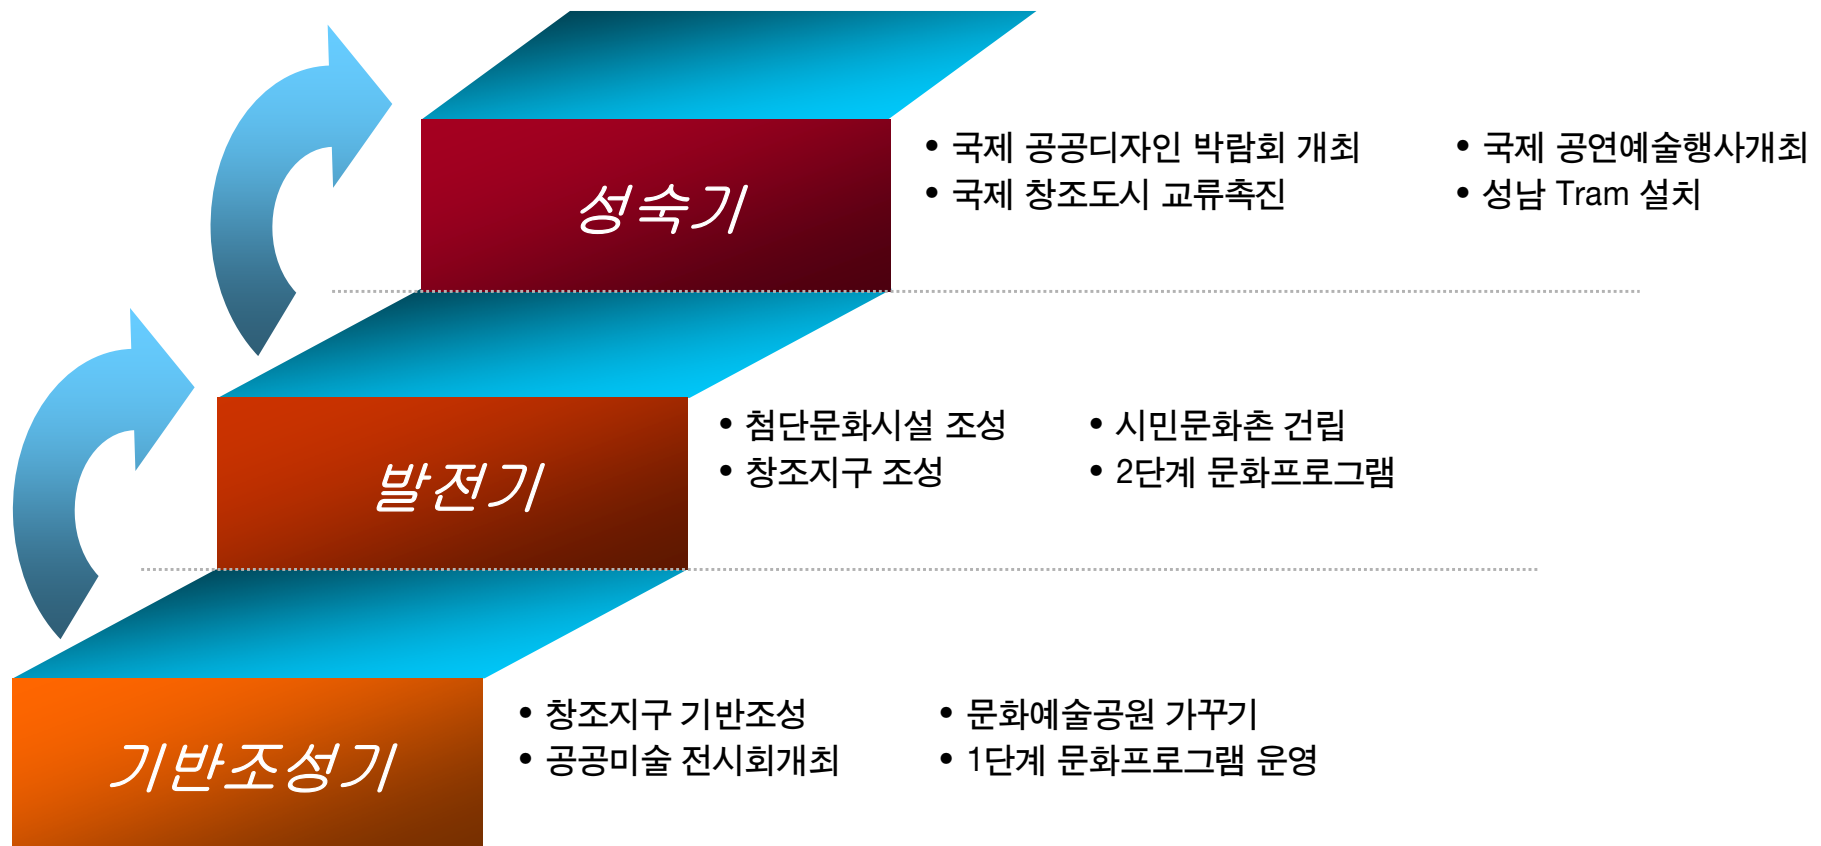 성숙기
• 국제 공공디자인 박람회 개최
• 국제 창조도시 교류촉진
• 국제 공연예술행사개최
• 성남 Tram 설치
발전기
• 첨단문화시설 조성
• 창조지구 조성
• 시민문화촌 건립
• 2단계 문화프로그램
기반조성기
• 창조지구 기반조성
• 공공미술 전시회개최
• 문화예술공원 가꾸기
• 1단계 문화프로그램 운영